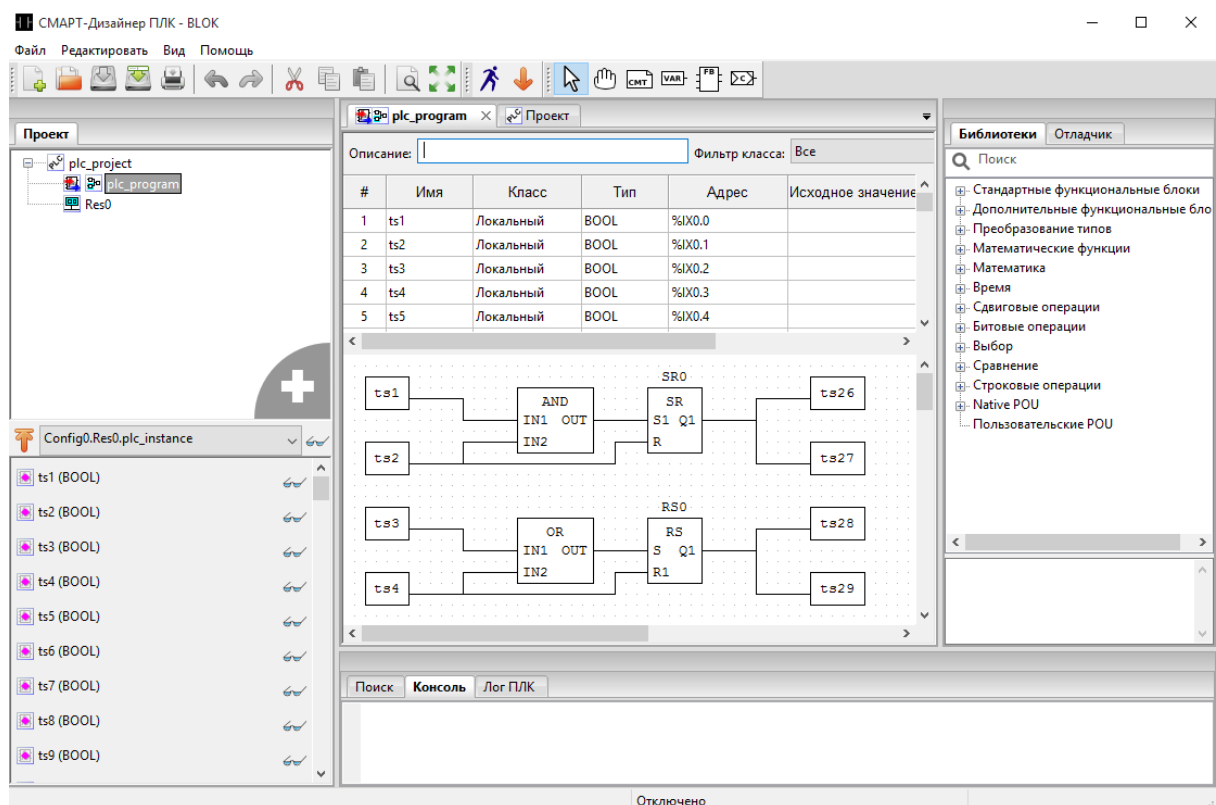 СМАРТ-Дизайнер ПЛК - BLOK
Файл Редактировать Вид Помощь
CMT VAR FB
Проект
plc_project
plc_program
Res0
Config0.Res0.plc_instance
ts1 (BOOL)
ts2 (BOOL)
ts3 (BOOL)
ts4 (BOOL)
ts5 (BOOL)
ts6 (BOOL)
ts7 (BOOL)
ts8 (BOOL)
ts9 (BOOL)
plc_program Проект
Описание: Фильтр класса: Все
# Имя Класс Тип Адрес Исходное значение
1 ts1 Локальный BOOL %IX0.0
2 ts2 Локальный BOOL %IX0.1
3 ts3 Локальный BOOL %IX0.2
4 ts4 Локальный BOOL %IX0.3
5 ts5 Локальный BOOL %IX0.4
SR0
ts1 AND SR ts26
IN1 OUT S1 Q1
IN2 R
ts2 ts27
RS0
ts3 OR RS ts28
IN1 OUT S Q1
IN2 R1
ts4 ts29
Библиотеки Отладчик
Поиск
Стандартные функциональные блоки
Дополнительные функциональные бло
Преобразование типов
Математические функции
Математика
Время
Сдвиговые операции
Битовые операции
Выбор
Сравнение
Строковые операции
Native POU
Пользовательские POU
Поиск Консоль Лог ПЛК
Отключено